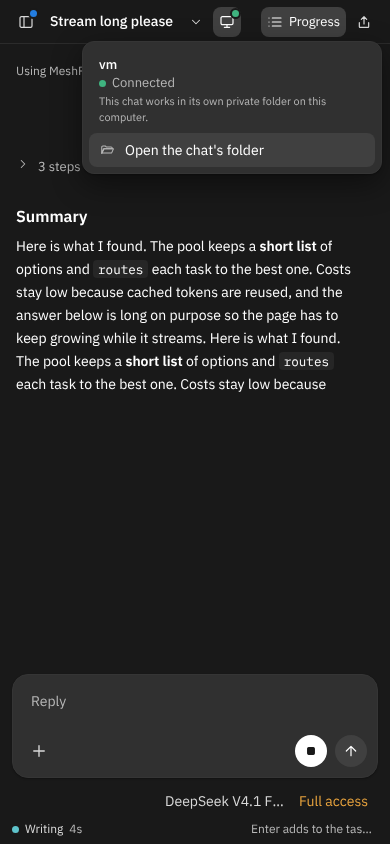 Stream long please
Progress
vm
Connected
This chat works in its own private folder on this
computer.
Open the chat's folder
Using Mesh
3 steps
Summary
Here is what I found. The pool keeps a short list of
options and routes each task to the best one. Costs
stay low because cached tokens are reused, and the
answer below is long on purpose so the page has to
keep growing while it streams. Here is what I found.
The pool keeps a short list of options and routes
each task to the best one. Costs stay low because
Reply
DeepSeek V4.1 F... Full access
Writing 4s
Enter adds to the tas...